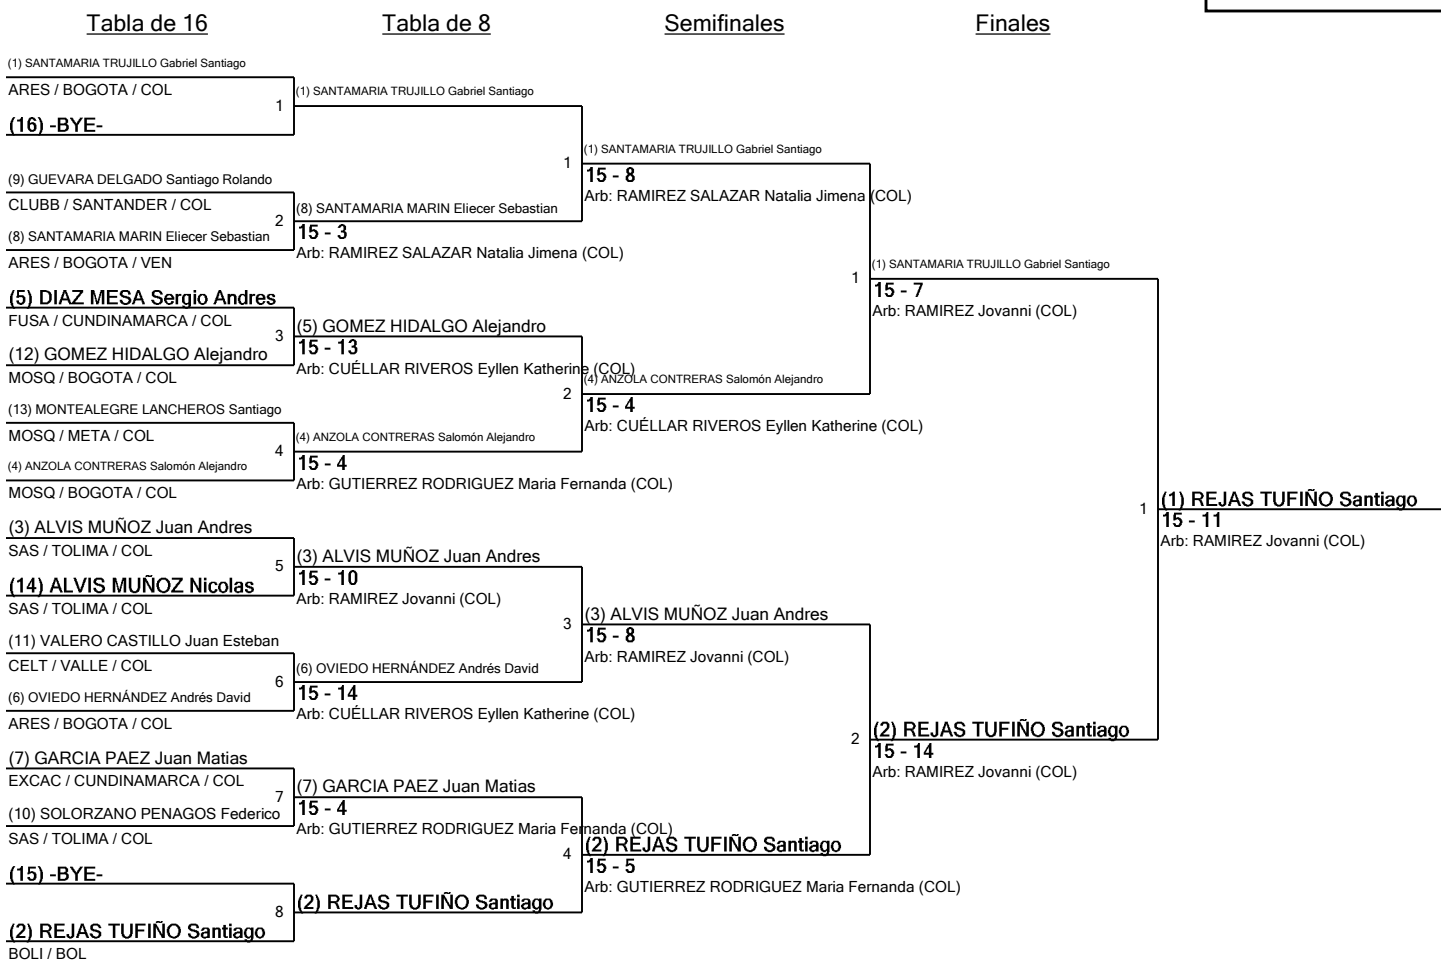 Tabla de 16
Tabla de 8
Semifinales
Finales
(1) SANTAMARIA TRUJILLO Gabriel Santiago
ARES / BOGOTA / COL
1
(16) -BYE-
(9) GUEVARA DELGADO Santiago Rolando
CLUBB / SANTANDER / COL
2
(8) SANTAMARIA MARIN Eliecer Sebastian
ARES / BOGOTA / VEN
(5) DIAZ MESA Sergio Andres
FUSA / CUNDINAMARCA / COL
3
(12) GOMEZ HIDALGO Alejandro
MOSQ / BOGOTA / COL
(13) MONTEALEGRE LANCHEROS Santiago
MOSQ / META / COL
4
(4) ANZOLA CONTRERAS Salomón Alejandro
MOSQ / BOGOTA / COL
(3) ALVIS MUÑOZ Juan Andres
SAS / TOLIMA / COL
5
(14) ALVIS MUÑOZ Nicolas
SAS / TOLIMA / COL
(11) VALERO CASTILLO Juan Esteban
CELT / VALLE / COL
6
(6) OVIEDO HERNÁNDEZ Andrés David
ARES / BOGOTA / COL
(7) GARCIA PAEZ Juan Matias
EXCAC / CUNDINAMARCA / COL
7
(10) SOLORZANO PENAGOS Federico
SAS / TOLIMA / COL
(15) -BYE-
8
(2) REJAS TUFIÑO Santiago
BOLI / BOL
(1) SANTAMARIA TRUJILLO Gabriel Santiago
1
(8) SANTAMARIA MARIN Eliecer Sebastian
15 - 3
Arb: RAMIREZ SALAZAR Natalia Jimena (COL)
(5) GOMEZ HIDALGO Alejandro
15 - 13
Arb: CUÉLLAR RIVEROS Eyllen Katherine (COL)
2
(4) ANZOLA CONTRERAS Salomón Alejandro
15 - 4
Arb: GUTIERREZ RODRIGUEZ Maria Fernanda (COL)
(3) ALVIS MUÑOZ Juan Andres
15 - 10
Arb: RAMIREZ Jovanni (COL)
3
(6) OVIEDO HERNÁNDEZ Andrés David
15 - 14
Arb: CUÉLLAR RIVEROS Eyllen Katherine (COL)
(7) GARCIA PAEZ Juan Matias
15 - 4
Arb: GUTIERREZ RODRIGUEZ Maria Fernanda (COL)
4
(2) REJAS TUFIÑO Santiago
(1) SANTAMARIA TRUJILLO Gabriel Santiago
15 - 8
Arb: RAMIREZ SALAZAR Natalia Jimena (COL)
1
(4) ANZOLA CONTRERAS Salomón Alejandro
15 - 4
Arb: CUÉLLAR RIVEROS Eyllen Katherine (COL)
(3) ALVIS MUÑOZ Juan Andres
15 - 8
Arb: RAMIREZ Jovanni (COL)
2
(2) REJAS TUFIÑO Santiago
15 - 5
Arb: GUTIERREZ RODRIGUEZ Maria Fernanda (COL)
(1) SANTAMARIA TRUJILLO Gabriel Santiago
15 - 7
Arb: RAMIREZ Jovanni (COL)
1
(2) REJAS TUFIÑO Santiago
15 - 14
Arb: RAMIREZ Jovanni (COL)
(1) REJAS TUFIÑO Santiago
15 - 11
Arb: RAMIREZ Jovanni (COL)